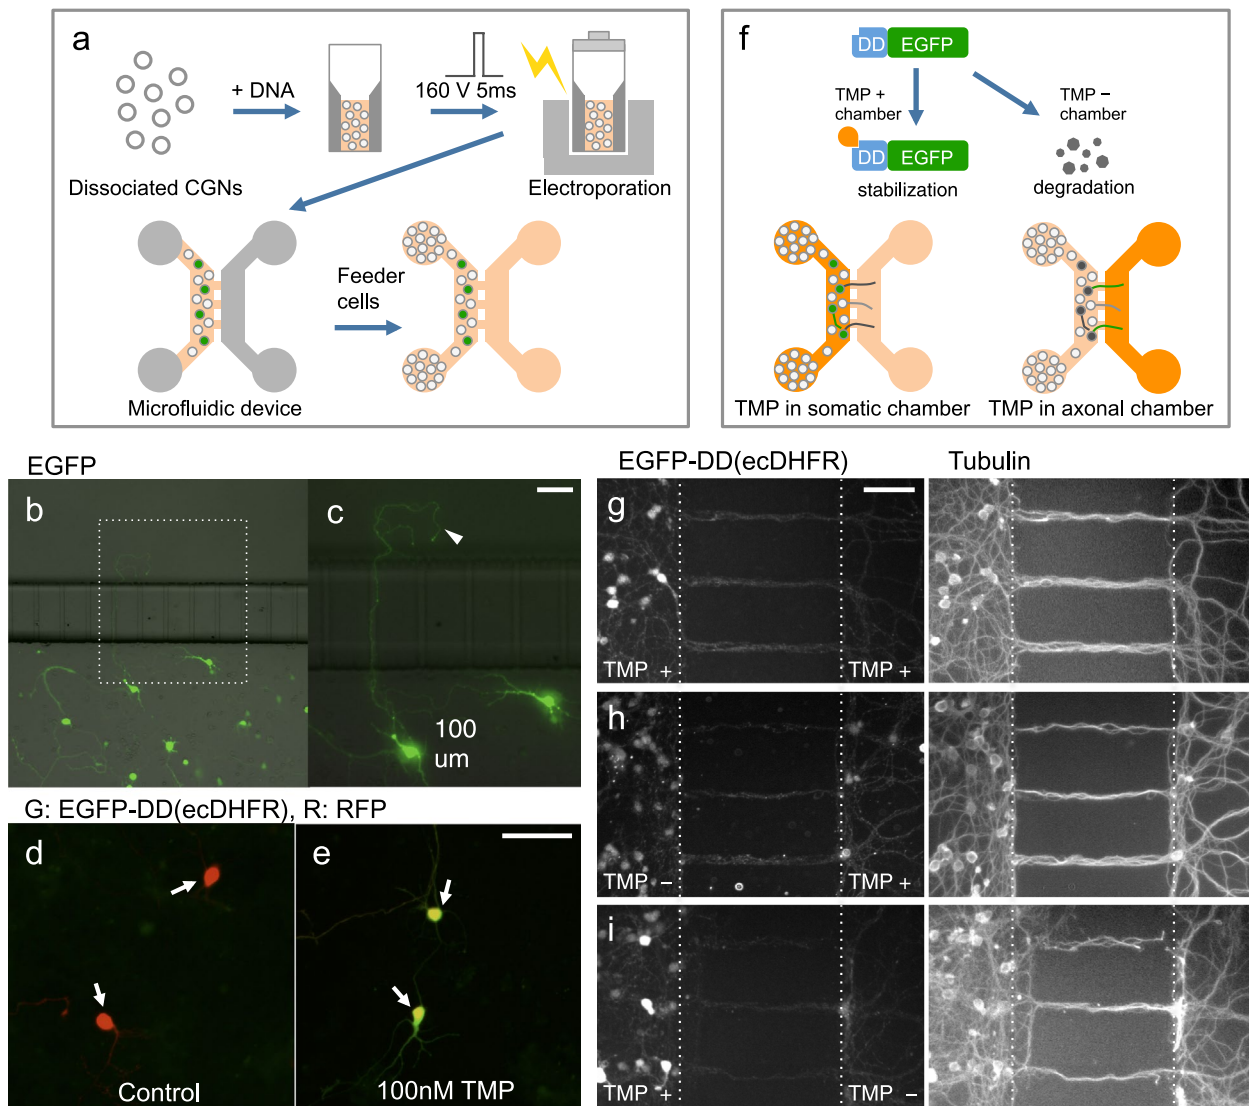 a
+ DNA
160 V 5ms
Dissociated CGNs
Electroporation
Feeder
cells
Microfluidic device
f
DD EGFP
TMP +
chamber
TMP −
chamber
DD EGFP
stabilization
degradation
TMP in somatic chamber
TMP in axonal chamber
EGFP
b
c
100
um
G: EGFP-DD(ecDHFR), R: RFP
d
Control
e
100nM TMP
EGFP-DD(ecDHFR)
Tubulin
g
TMP +
TMP +
h
TMP −
TMP +
i
TMP +
TMP −